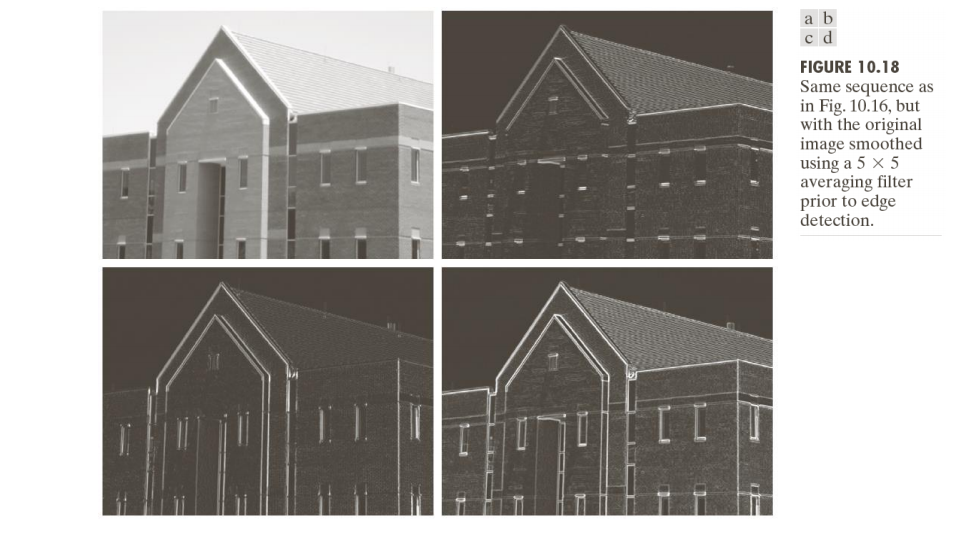 a b
c d
FIGURE 10.18
Same sequence as
in Fig. 10.16, but
with the original
image smoothed
using a 5 × 5
averaging filter
prior to edge
detection.